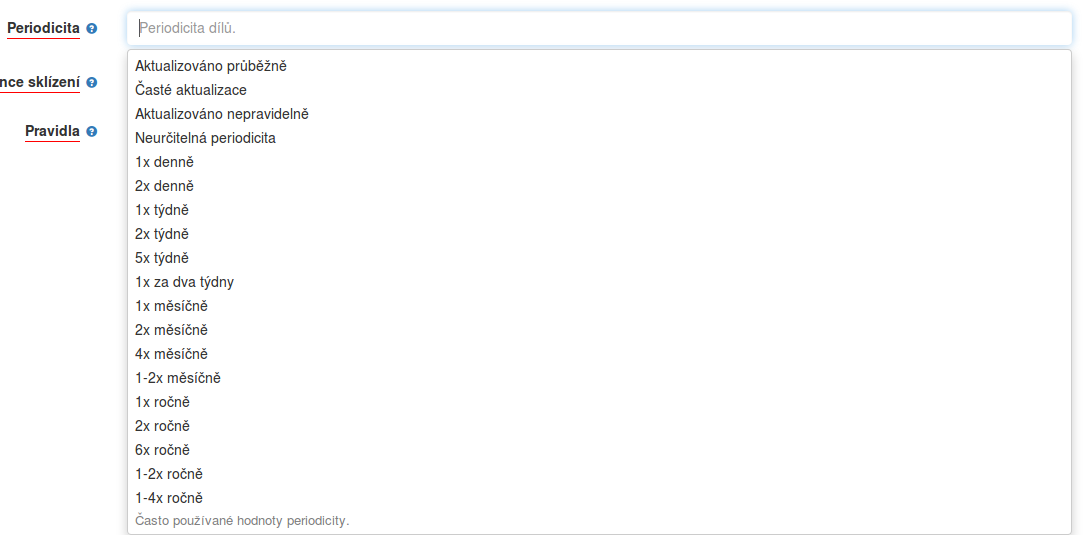 Periodicita
Periodicita dílů.
Aktualizováno průběžně
Časté aktualizace
nce sklízení
Aktualizováno nepravidelně
Pravidla
Neurčitelná periodicita
1x denně
2x denně
1x týdně
2x týdně
5x týdně
1x za dva týdny
1x měsíčně
2x měsíčně
4x měsíčně
1-2x měsíčně
1x ročně
2x ročně
6x ročně
1-2x ročně
1-4x ročně
Často používané hodnoty periodicity.